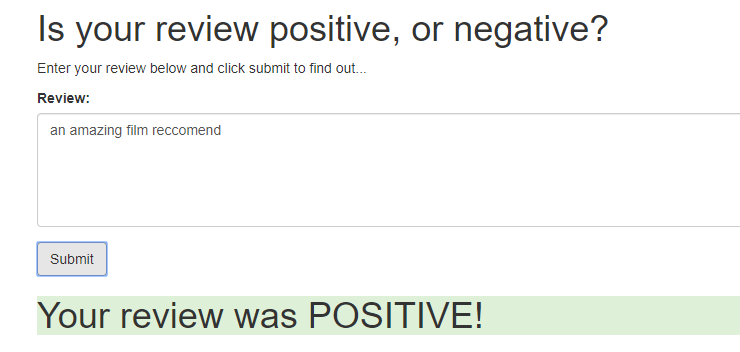 Is your review positive, or negative?
Enter your review below and click submit to find out...
Review:
an amazing film reccomend
Submit
Your review was POSITIVE!